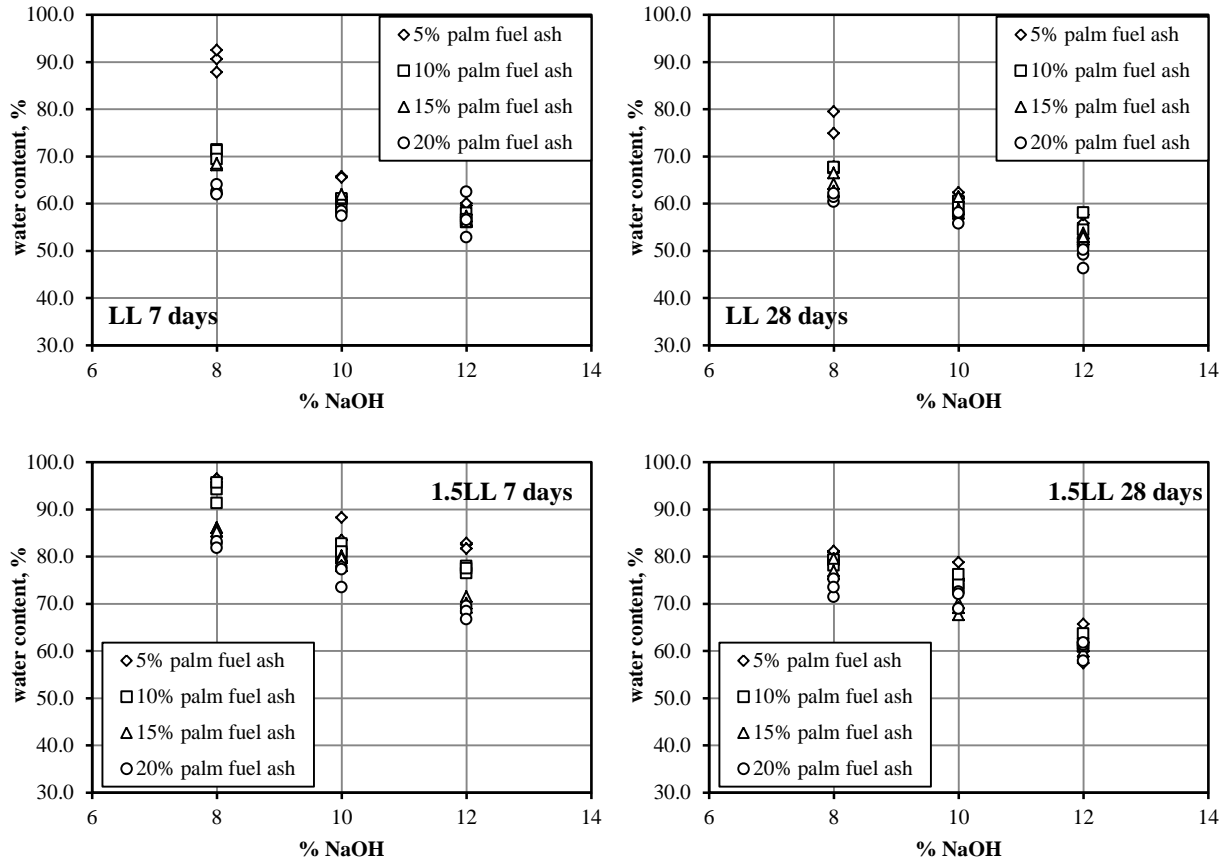 100.0
90.0
80.0
70.0
60.0
50.0
40.0
30.0
water content, %
5% palm fuel ash
10% palm fuel ash
15% palm fuel ash
20% palm fuel ash
LL 7 days
6 8 10 12 14
% NaOH
100.0
90.0
80.0
70.0
60.0
50.0
40.0
30.0
water content, %
5% palm fuel ash
10% palm fuel ash
15% palm fuel ash
20% palm fuel ash
LL 28 days
6 8 10 12 14
% NaOH
100.0
90.0
80.0
70.0
60.0
50.0
40.0
30.0
water content, %
1.5LL 7 days
5% palm fuel ash
10% palm fuel ash
15% palm fuel ash
20% palm fuel ash
6 8 10 12 14
% NaOH
100.0
90.0
80.0
70.0
60.0
50.0
40.0
30.0
water content, %
1.5LL 28 days
5% palm fuel ash
10% palm fuel ash
15% palm fuel ash
20% palm fuel ash
6 8 10 12 14
% NaOH